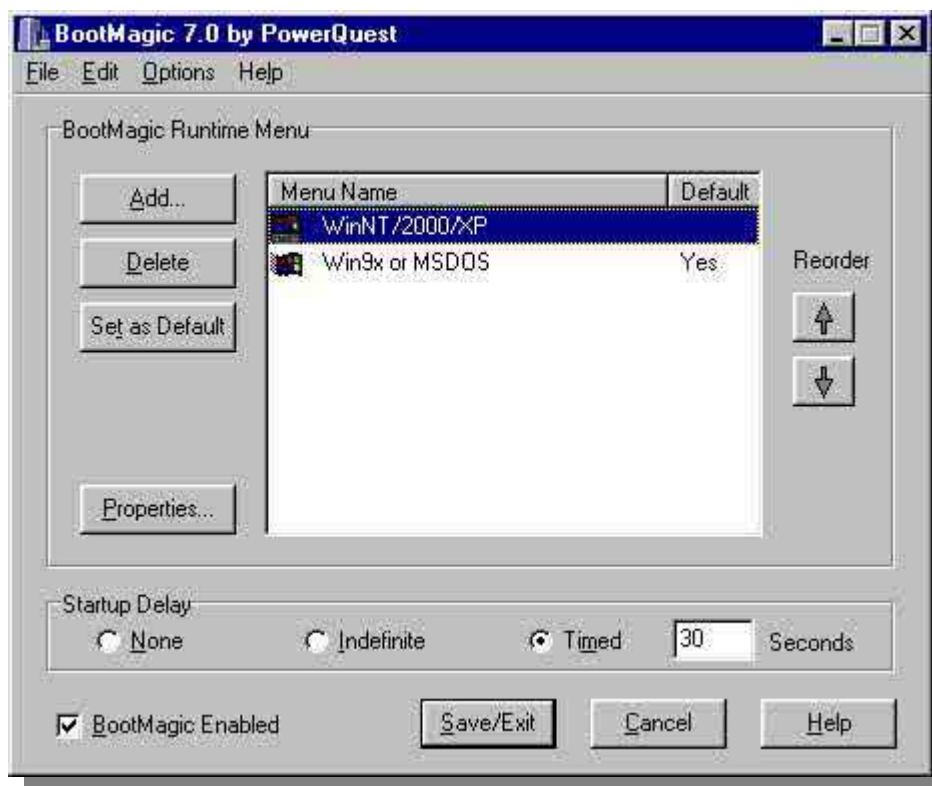 BootMagic 7.0 by PowerQuest
File Edit Options Help
BootMagic Runtime Menu
Add...
Delete
Set as Default
Properties...
Menu Name Default
WinNT/2000/XP
Win9x or MSDOS Yes
Reorder
Startup Delay
None Indefinite Timed 30 Seconds
BootMagic Enabled Save/Exit Cancel Help